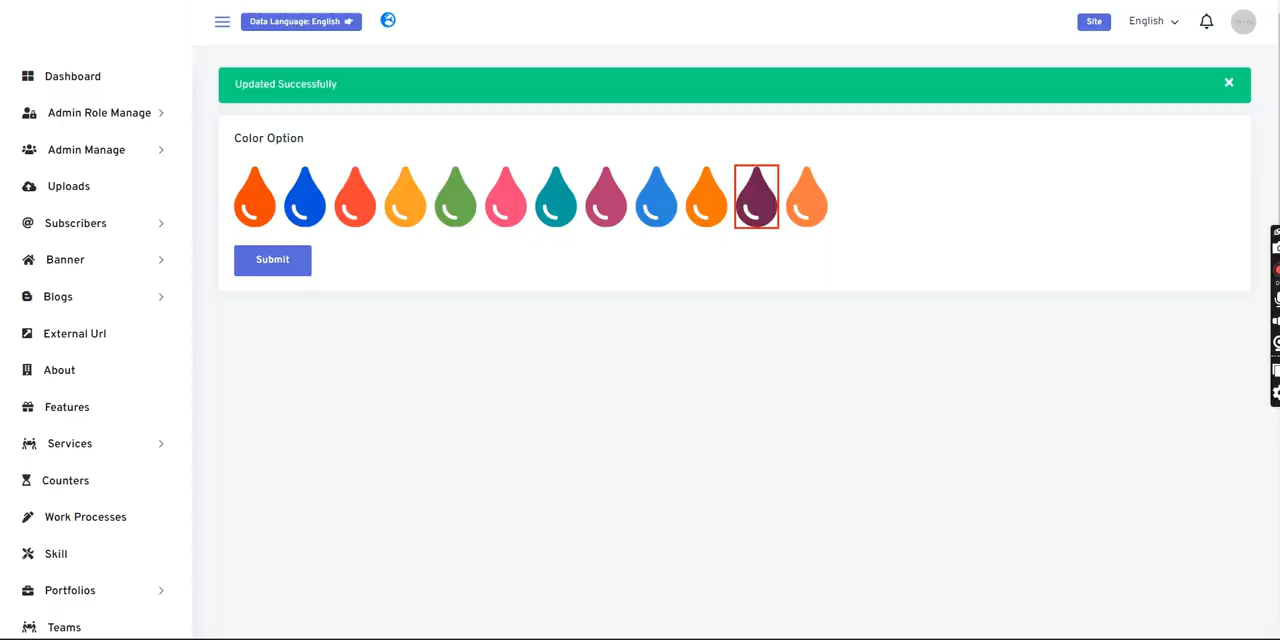 Data Language: English
Site
English
Dashboard
Admin Role Manage
Admin Manage
Uploads
Subscribers
Banner
Blogs
External Url
About
Features
Services
Counters
Work Processes
Skill
Portfolios
Teams
Updated Successfully
Color Option
Submit